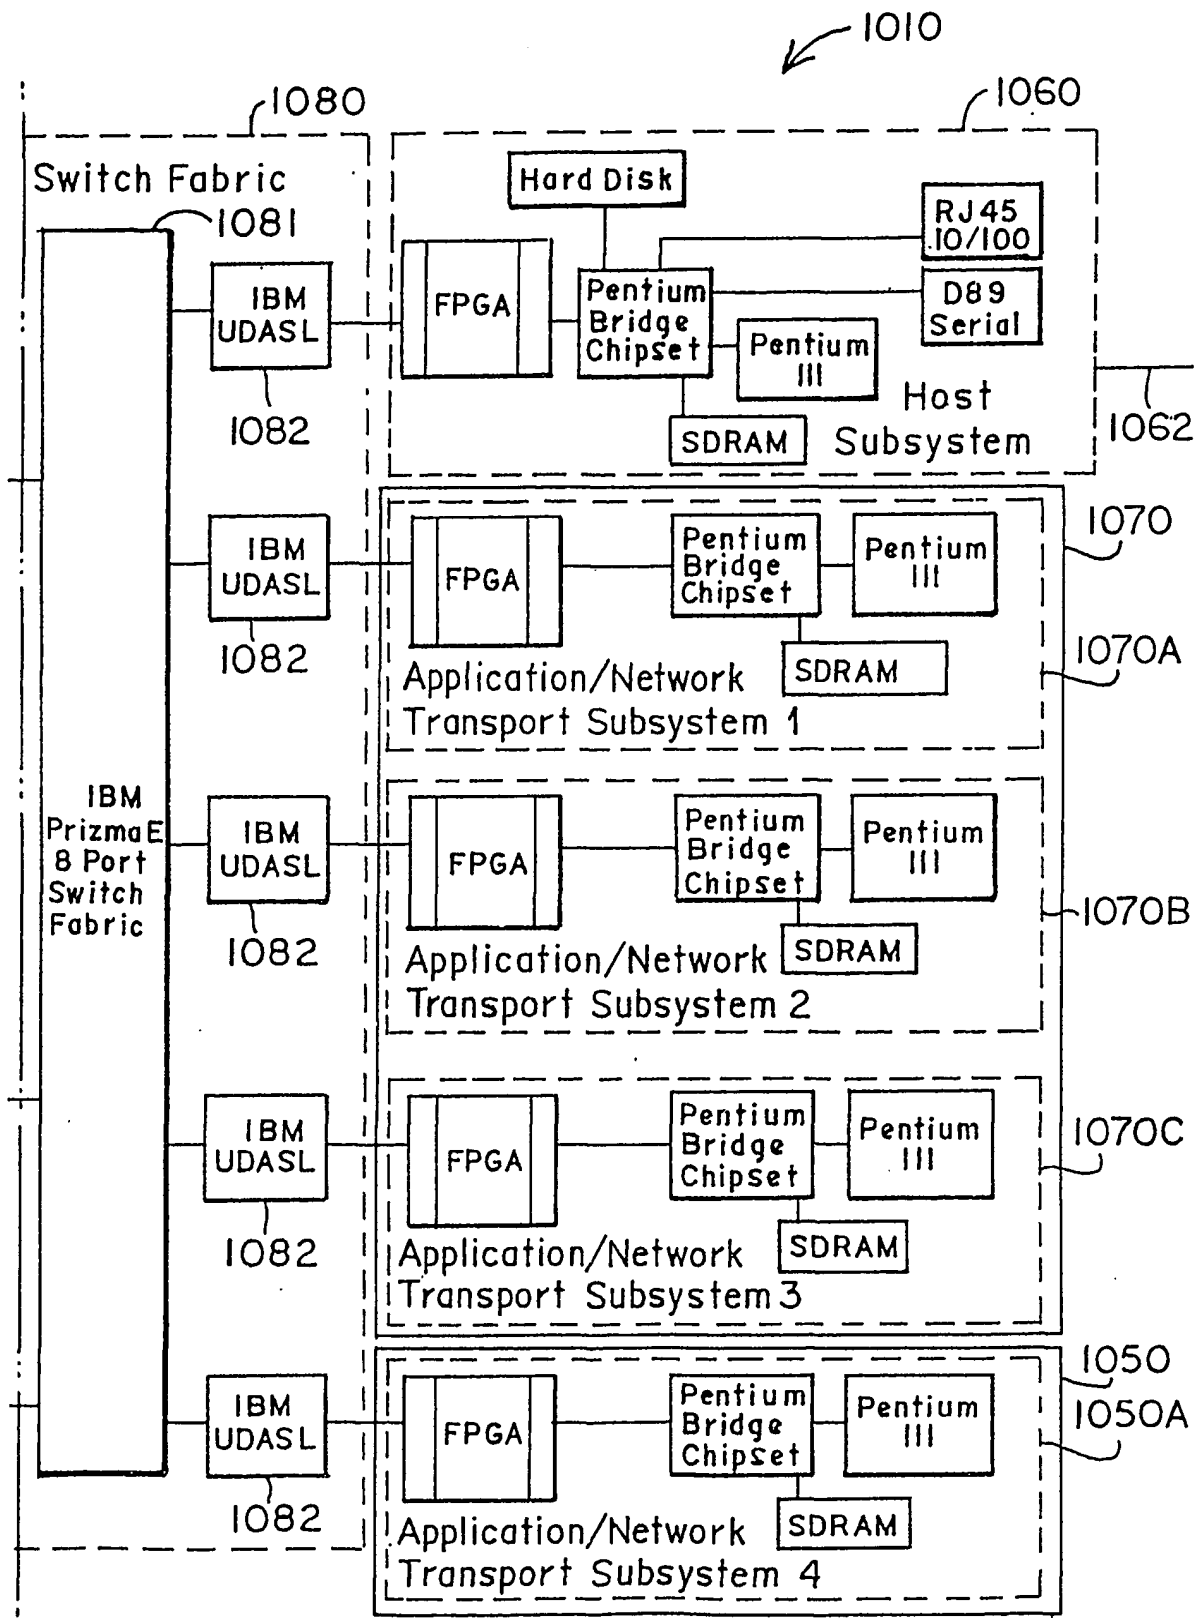 1010
1080
1060
Switch Fabric
1081
Hard Disk
RJ45
10/100
IBM
UDASL
FPGA
Pentium
Bridge
Chipset
D89
Serial
Pentium
III
1082
SDRAM
Host
Subsystem
1062
IBM
UDASL
FPGA
Pentium
Bridge
Chipset
Pentium
III
1070
1082
SDRAM
1070A
Application/Network
Transport Subsystem 1
IBM
Prizma E
8 Port
Switch
Fabric
IBM
UDASL
FPGA
Pentium
Bridge
Chipset
Pentium
III
1070B
1082
SDRAM
Application/Network
Transport Subsystem 2
IBM
UDASL
FPGA
Pentium
Bridge
Chipset
Pentium
III
1070C
1082
SDRAM
Application/Network
Transport Subsystem 3
IBM
UDASL
FPGA
Pentium
Bridge
Chipset
Pentium
III
1050
1050A
1082
SDRAM
Application/Network
Transport Subsystem 4